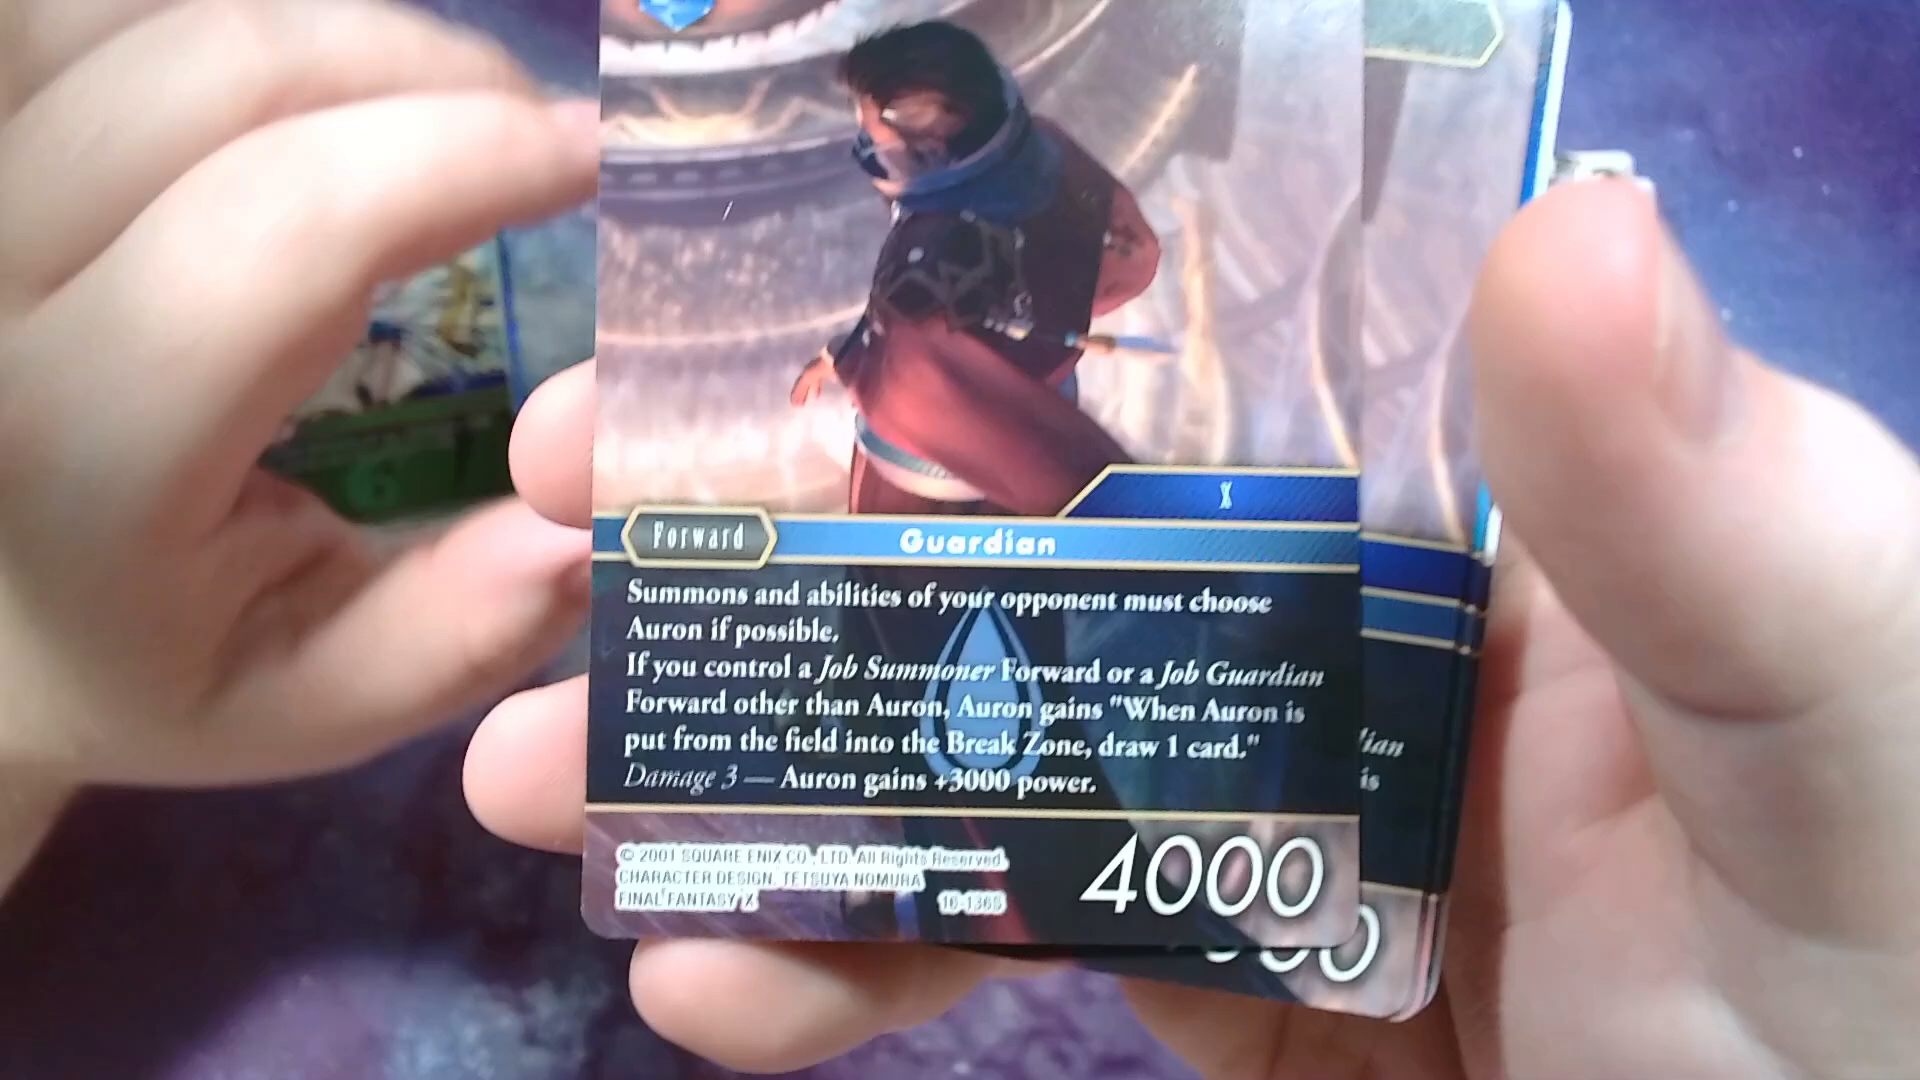 X
Forward
Guardian
Summons and abilities of your opponent must choose
Auron if possible.
If you control a Job Summoner Forward or a Job Guardian
Forward other than Auron, Auron gains "When Auron is
put from the field into the Break Zone, draw 1 card."
Damage 3 — Auron gains +3000 power.
© 2001 SQUARE ENIX CO., LTD. All Rights Reserved.
CHARACTER DESIGN: TETSUYA NOMURA
FINAL FANTASY X
16-136S
4000
is